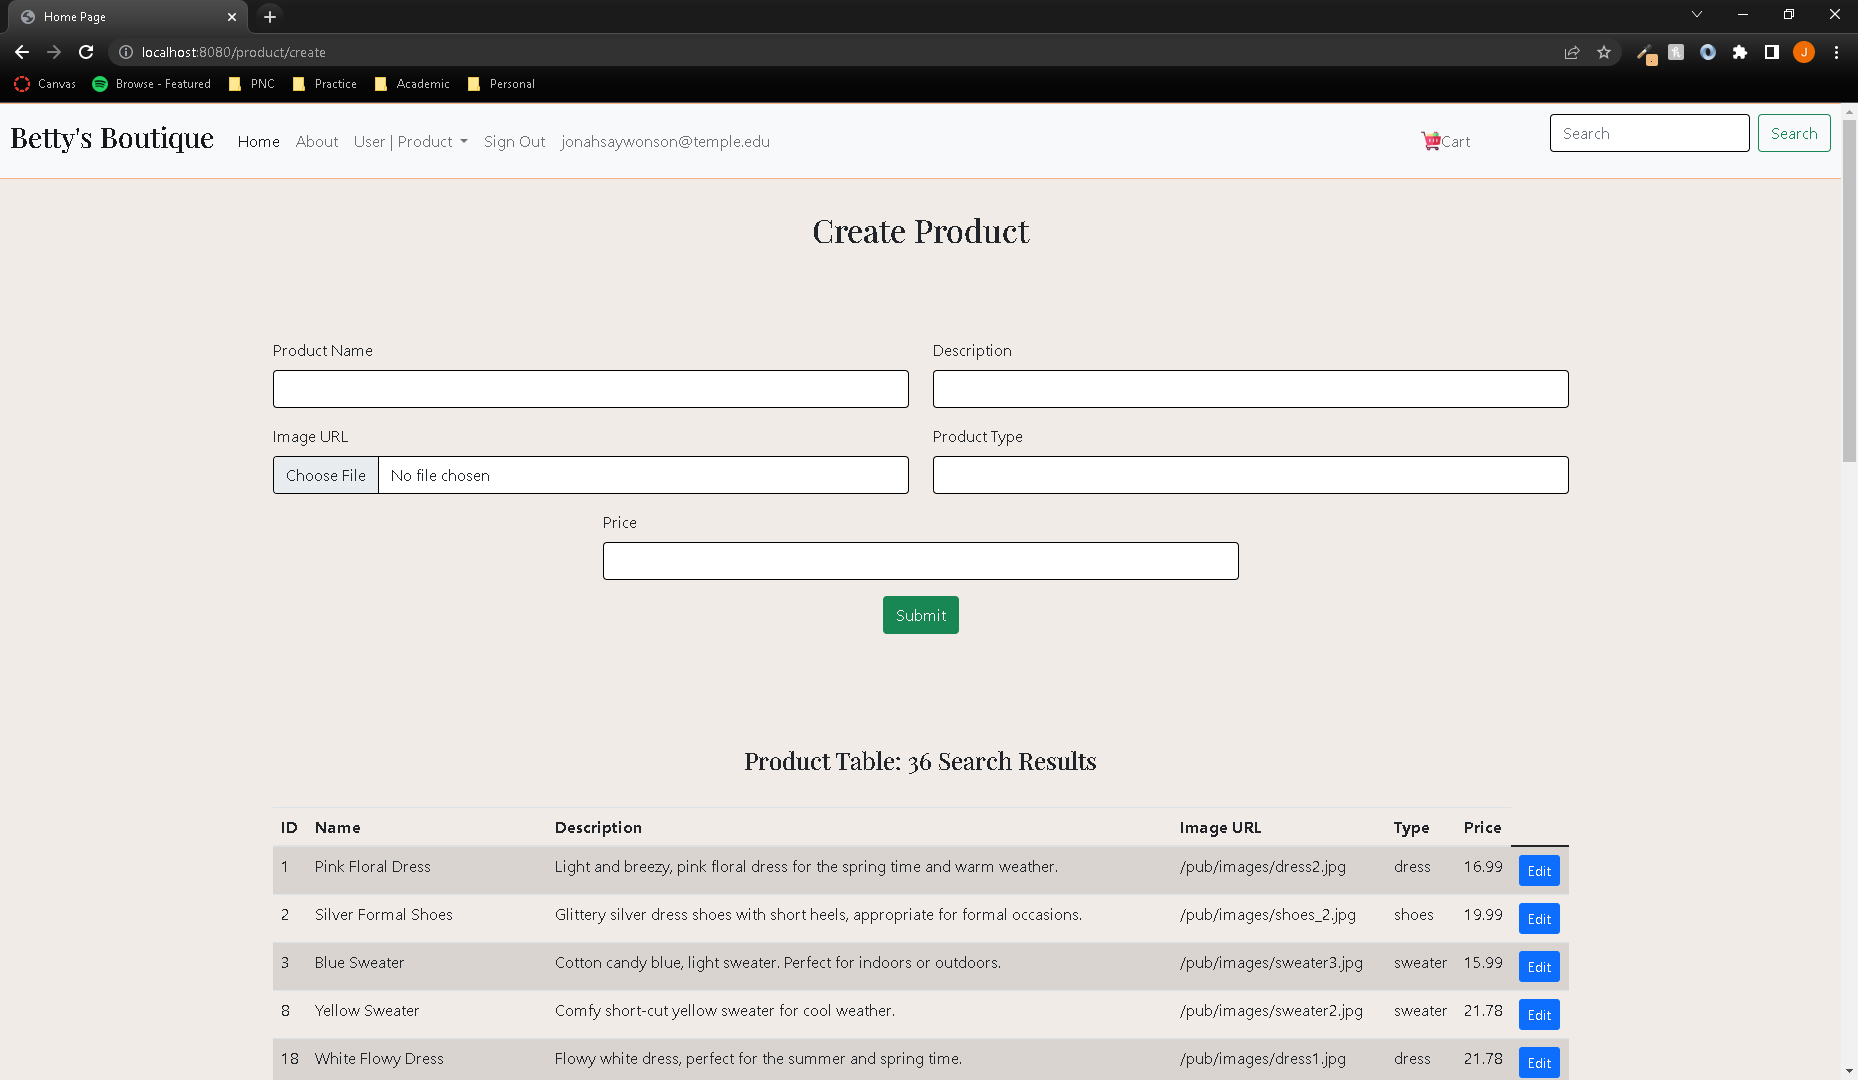 Home Page
localhost:8080/product/create
Canvas Browse - Featured PNC Practice Academic Personal
Betty's Boutique Home About User | Product Sign Out jonahsaywonson@temple.edu Cart Search Search
Create Product
Product Name Description
Image URL Product Type
Choose File No file chosen
Price
Submit
Product Table: 36 Search Results
ID Name Description Image URL Type Price
1 Pink Floral Dress Light and breezy, pink floral dress for the spring time and warm weather. /pub/images/dress2.jpg dress 16.99 Edit
2 Silver Formal Shoes Glittery silver dress shoes with short heels, appropriate for formal occasions. /pub/images/shoes_2.jpg shoes 19.99 Edit
3 Blue Sweater Cotton candy blue, light sweater. Perfect for indoors or outdoors. /pub/images/sweater3.jpg sweater 15.99 Edit
8 Yellow Sweater Comfy short-cut yellow sweater for cool weather. /pub/images/sweater2.jpg sweater 21.78 Edit
18 White Flowy Dress Flowy white dress, perfect for the summer and spring time. /pub/images/dress1.jpg dress 21.78 Edit